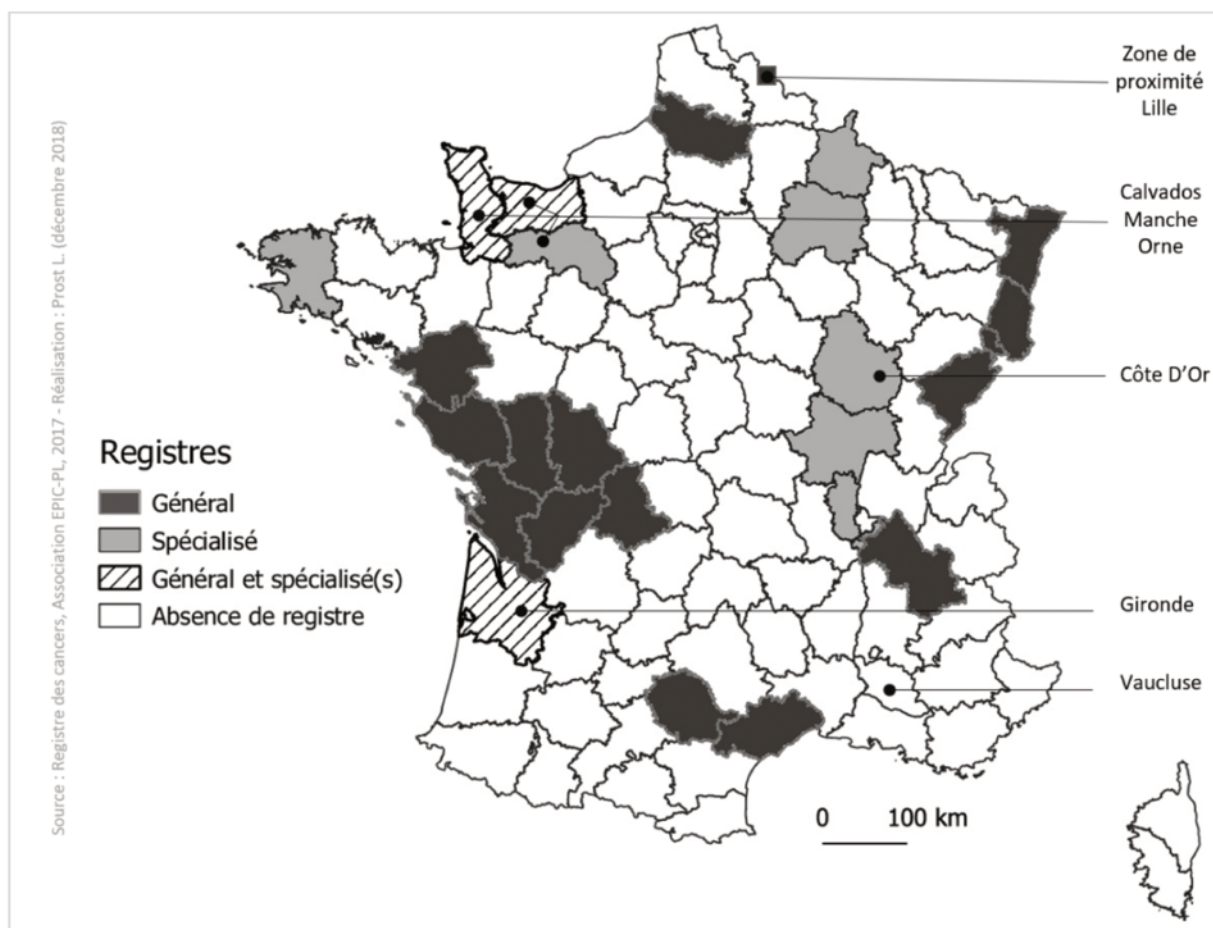 Zone de
proximité
Lille
Calvados
Manche
Orne
Côte D'Or
Gironde
Vaucluse
Registres
Général
Spécialisé
Général et spécialisé(s)
Absence de registre
0 100 km
Source : Registre des cancers, Association EPIC-PL, 2017 - Réalisation : Prost L. (décembre 2018)